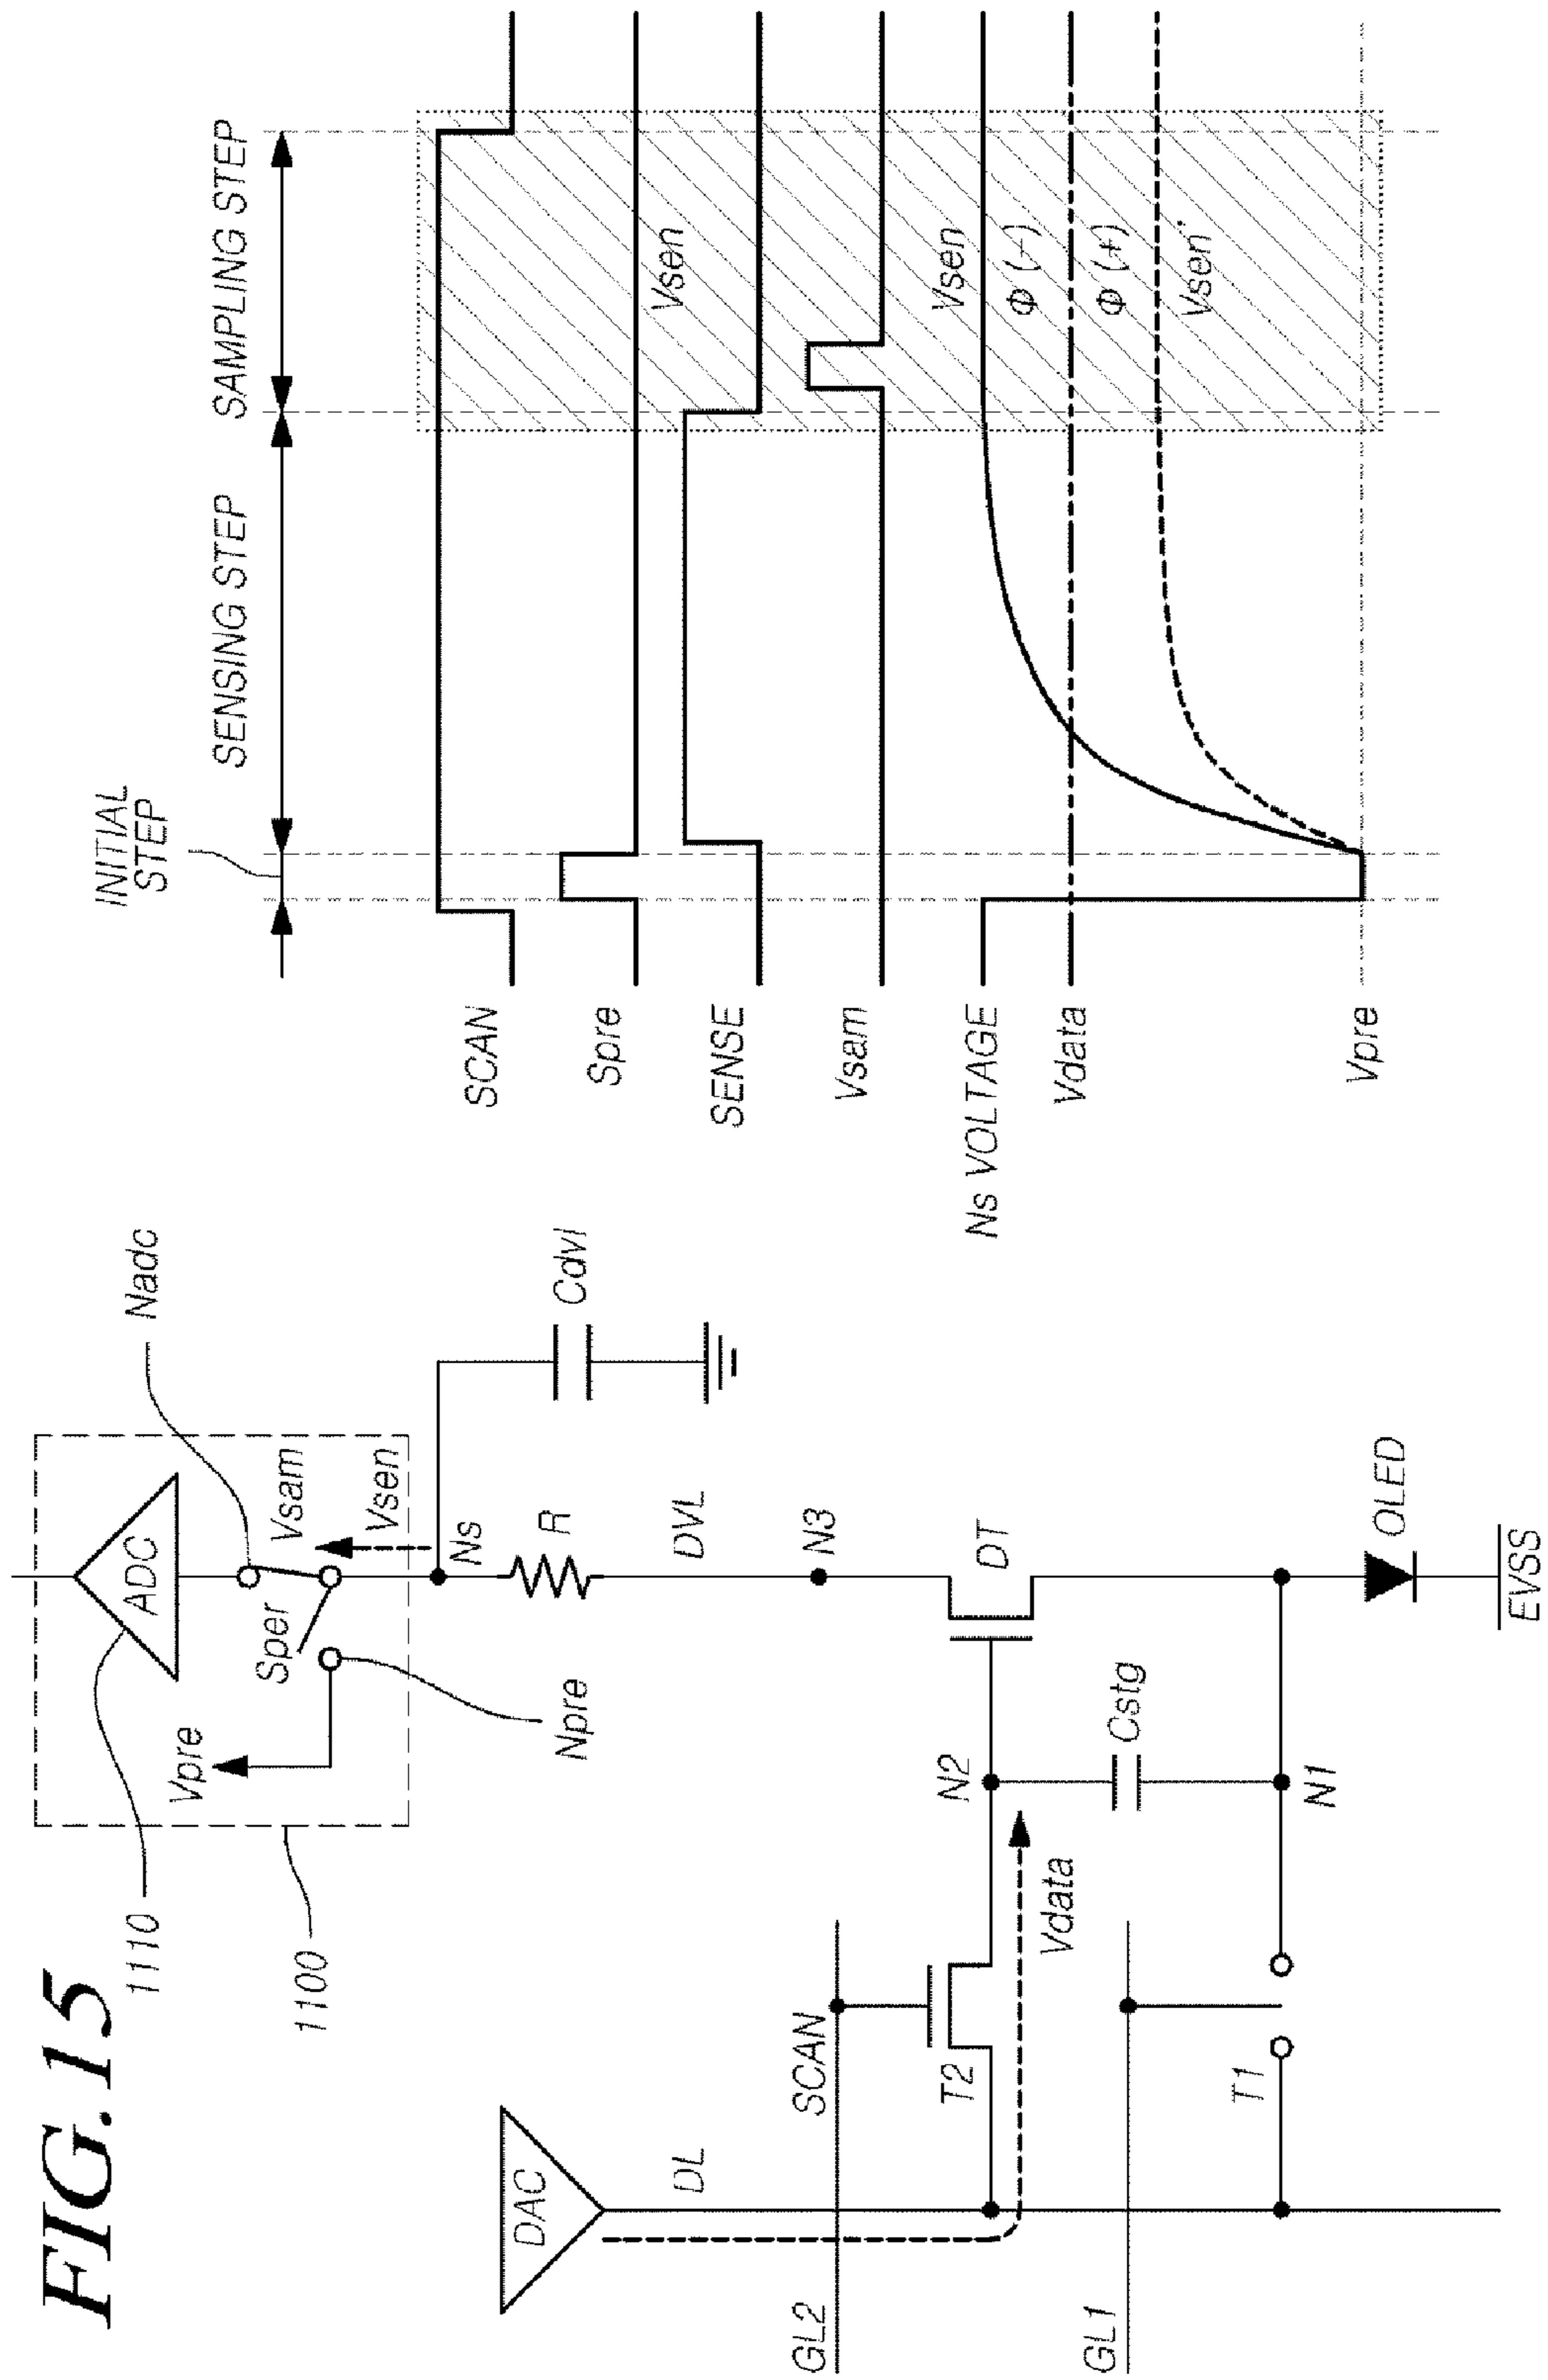 FIG.15
1110
1100
Vpre
ADC
Sper
Nadc
Vsam
Vsen
Npre
Ns
R
Cdvl
DVL
N3
DAC
DL
GL2
SCAN
T2
N2
DT
Vdata
Cstg
GL1
T1
N1
OLED
EVSS
INITIAL
STEP
SENSING STEP
SAMPLING STEP
SCAN
Spre
Vsen
SENSE
Vsam
Ns VOLTAGE
Vsen
Φ (−)
Vdata
Φ (+)
Vsen'
Vpre